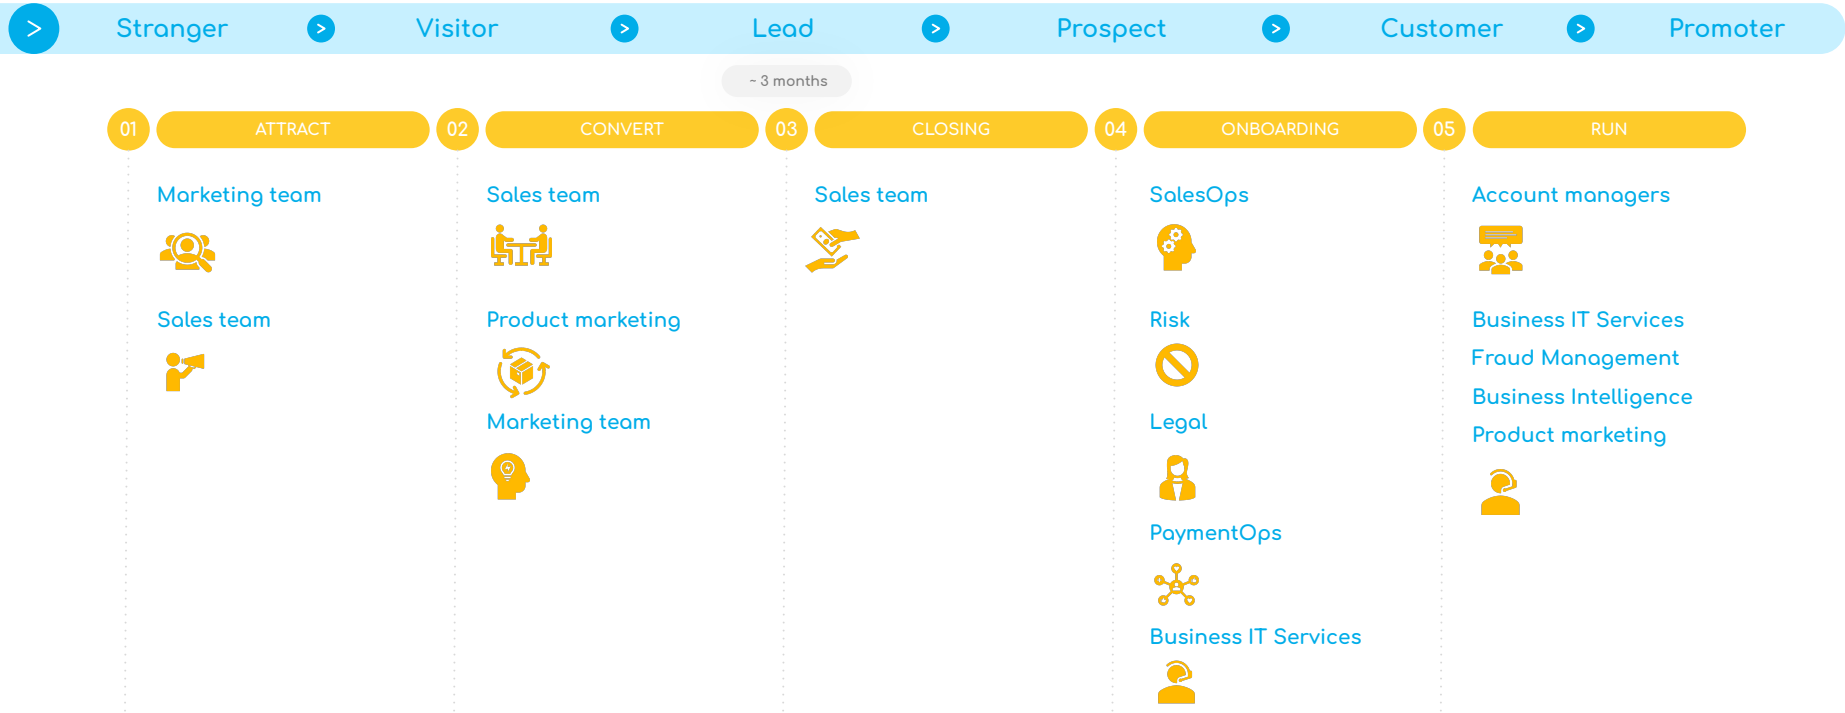 > Stranger > Visitor > Lead > Prospect > Customer > Promoter
~ 3 months
01 ATTRACT 02 CONVERT 03 CLOSING 04 ONBOARDING 05 RUN
Marketing team
Sales team
Sales team
Product marketing
Marketing team
Sales team
SalesOps
Risk
Legal
PaymentOps
Business IT Services
Account managers
Business IT Services
Fraud Management
Business Intelligence
Product marketing